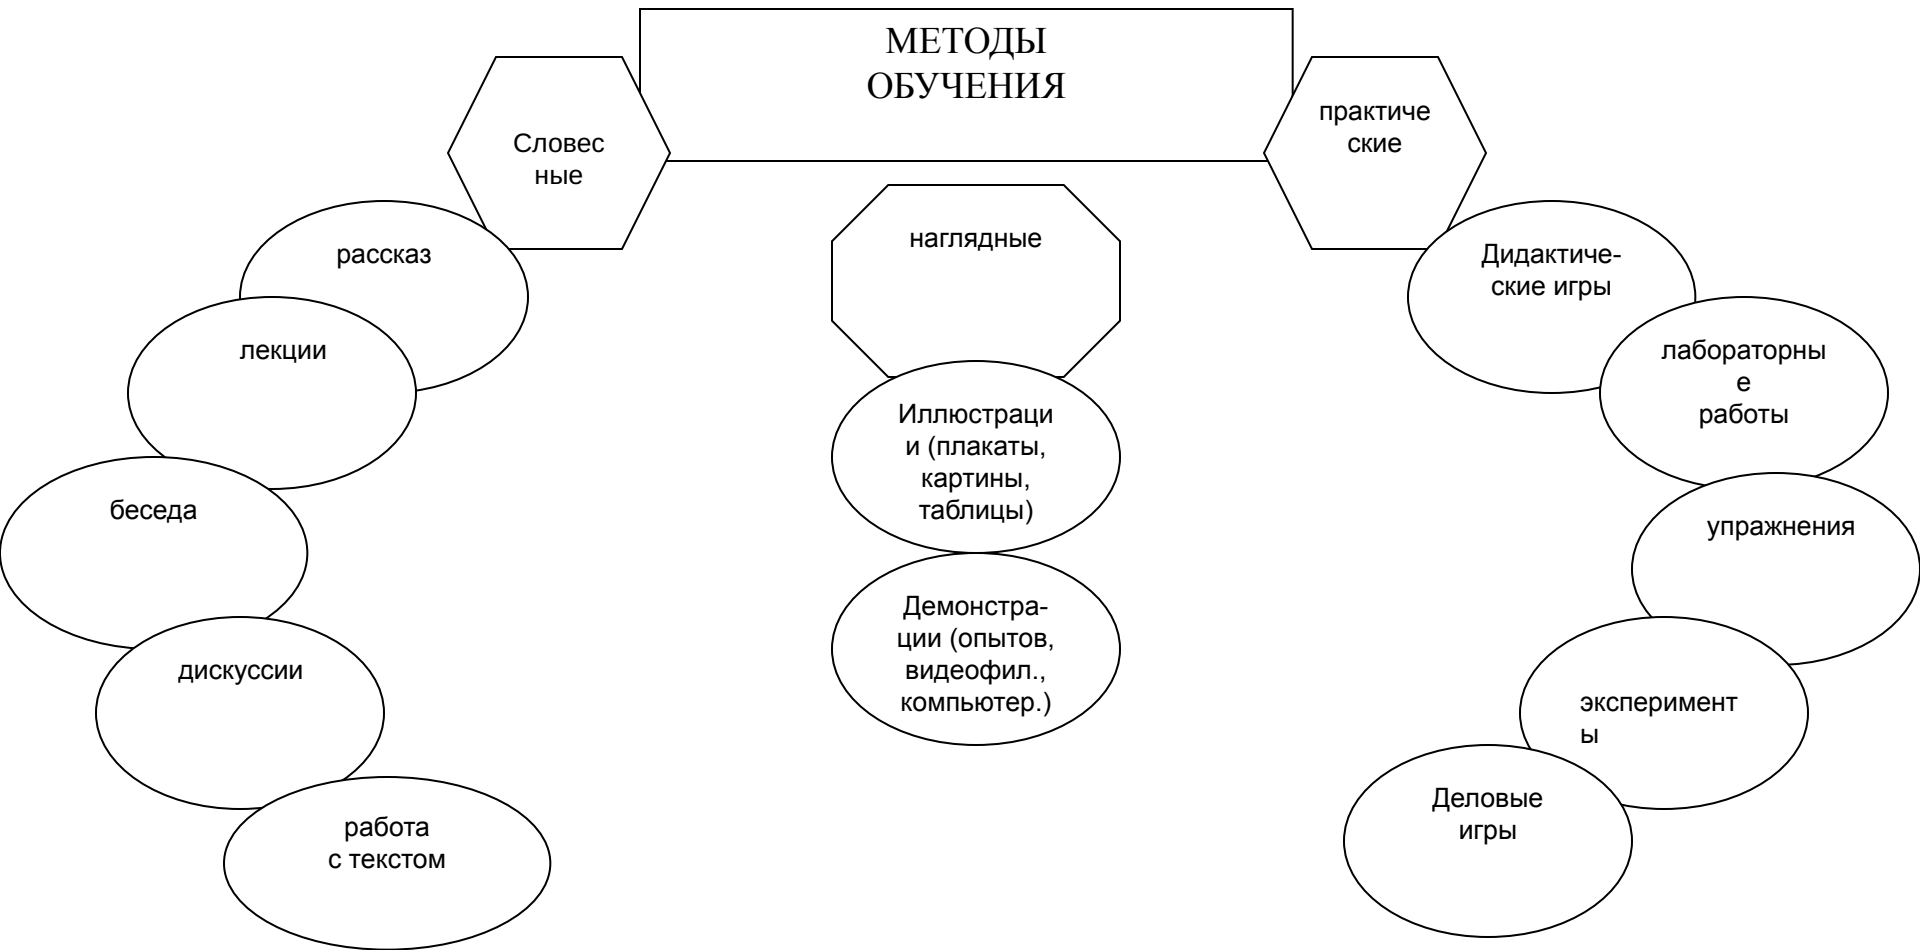 МЕТОДЫ
ОБУЧЕНИЯ
Словес
ные
рассказ
лекции
беседа
дискуссии
работа
с текстом
наглядные
Иллюстраци
и (плакаты,
картины,
таблицы)
Демонстра-
ции (опытов,
видеофил.,
компьютер.)
практиче
ские
Дидактиче-
ские игры
лабораторны
е
работы
упражнения
эксперимент
ы
Деловые
игры